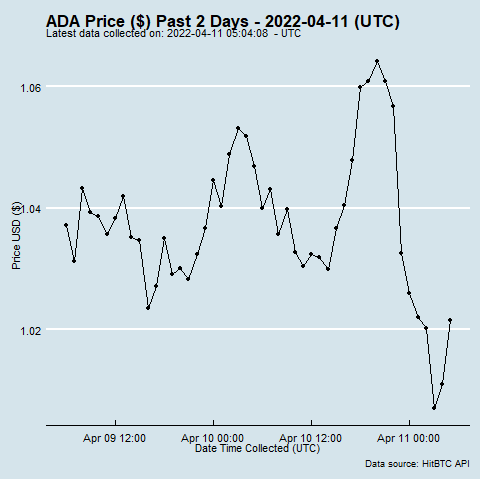 ADA Price ($) Past 2 Days - 2022-04-11 (UTC)
Latest data collected on: 2022-04-11 05:04:08 - UTC
1.06
1.04
1.02
Price USD ($)
Apr 09 12:00
Apr 10 00:00
Apr 10 12:00
Apr 11 00:00
Date Time Collected (UTC)
Data source: HitBTC API